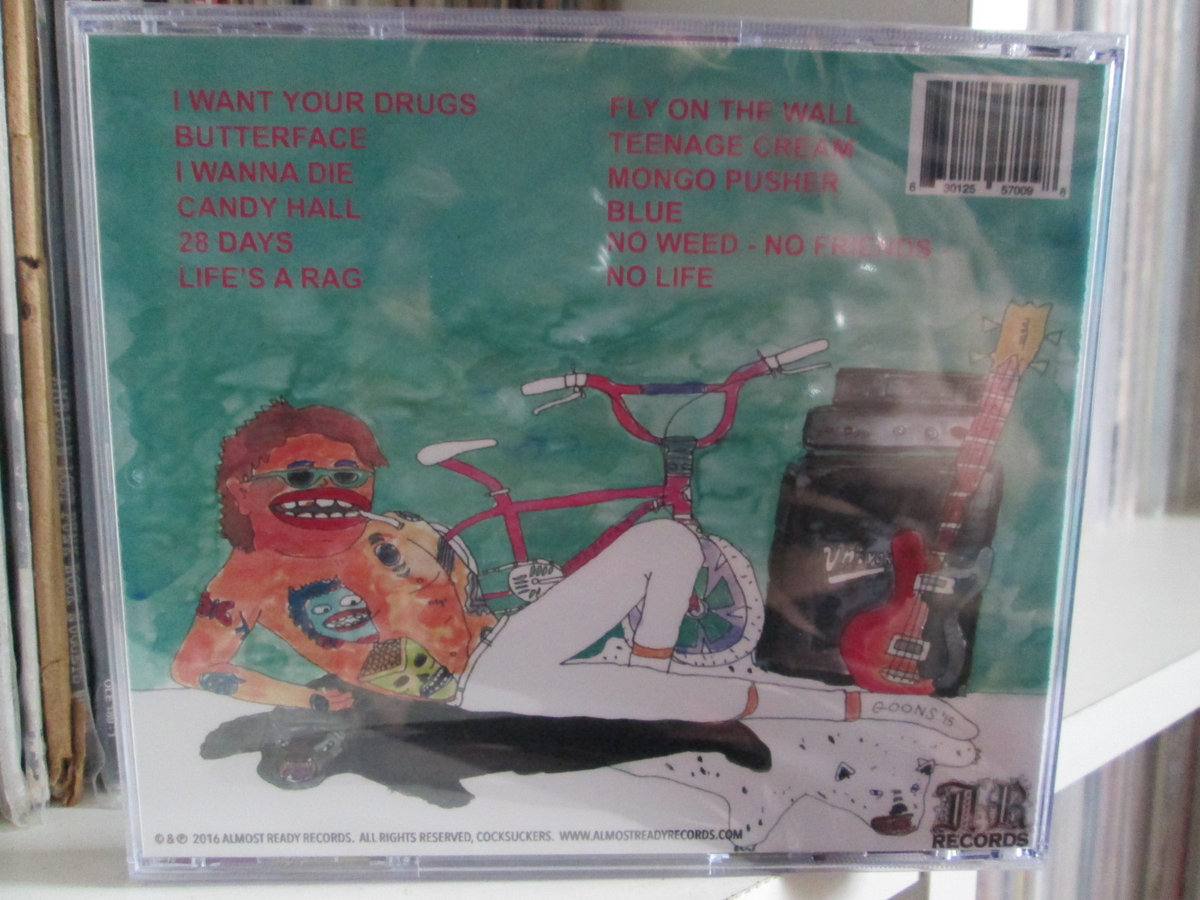 I WANT YOUR DRUGS
BUTTERFACE
I WANNA DIE
CANDY HALL
28 DAYS
LIFE'S A RAG
FLY ON THE WALL
TEENAGE CREAM
MONGO PUSHER
BLUE
NO WEED - NO FRIENDS -
NO LIFE
6 30125 57009 8
GOONS '15
© & ℗ 2016 ALMOST READY RECORDS. ALL RIGHTS RESERVED, COCKSUCKERS. WWW.ALMOSTREADYRECORDS.COM
RECORDS